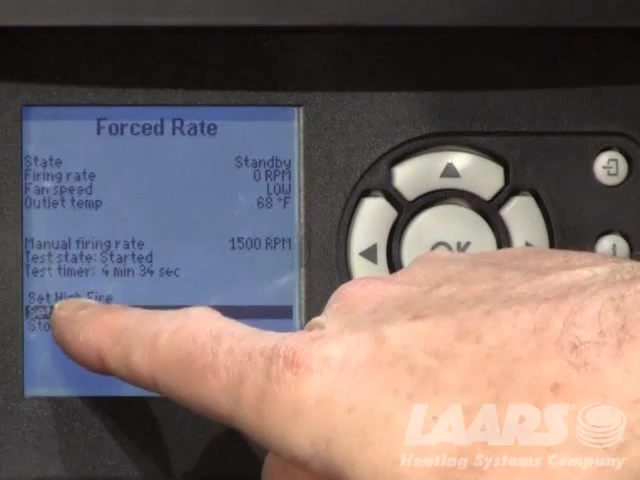 Forced Rate
State Standby
Firing rate 0 RPM
Fan speed LOW
Outlet temp 68 °F
Manual firing rate 1500 RPM
Test state: Started
Test timer: 4 min 34 sec
Set High Fire
OK
LAARS
Heating Systems Company